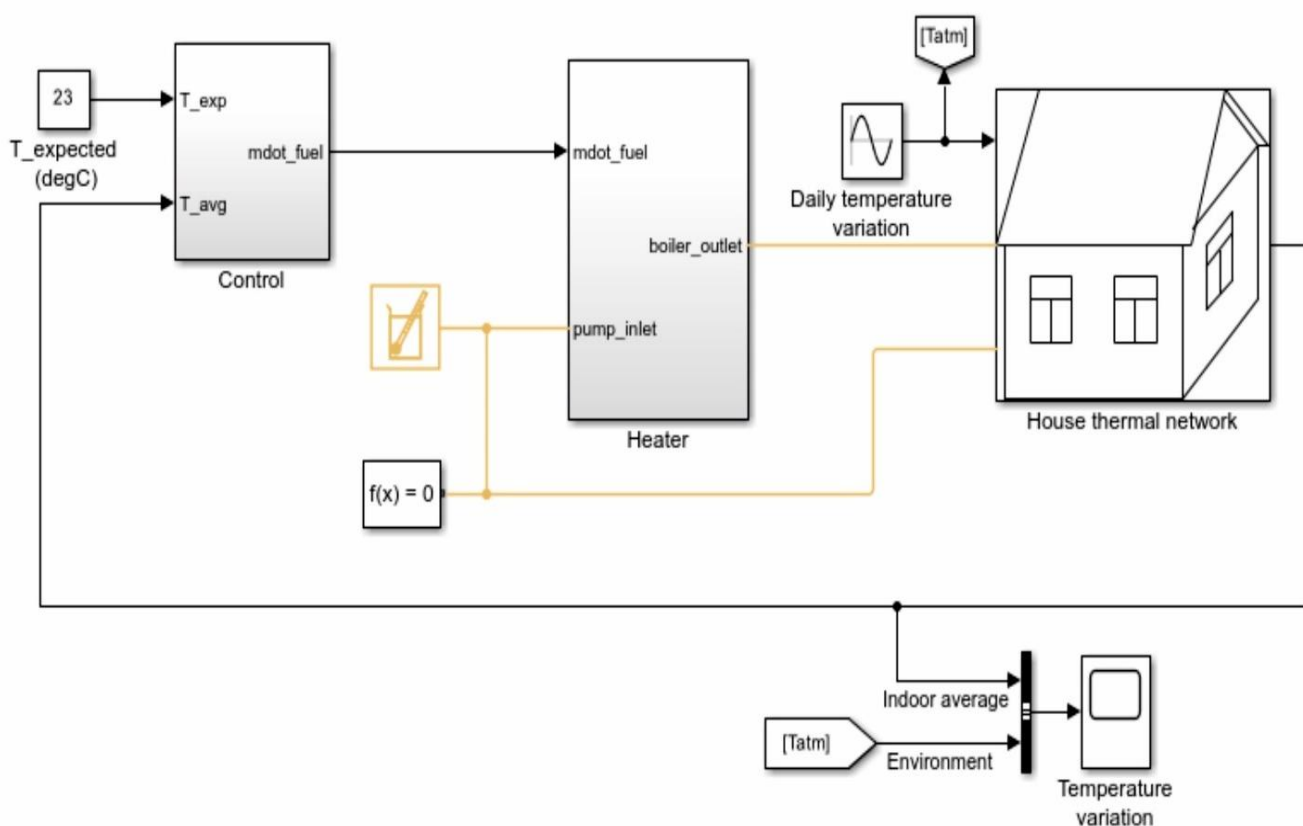 [Tatm]
23
T_expected
(degC)
T_exp
mdot_fuel
T_avg
Control
mdot_fuel
boiler_outlet
pump_inlet
Heater
Daily temperature
variation
House thermal network
f(x) = 0
Indoor average
[Tatm]
Environment
Temperature
variation